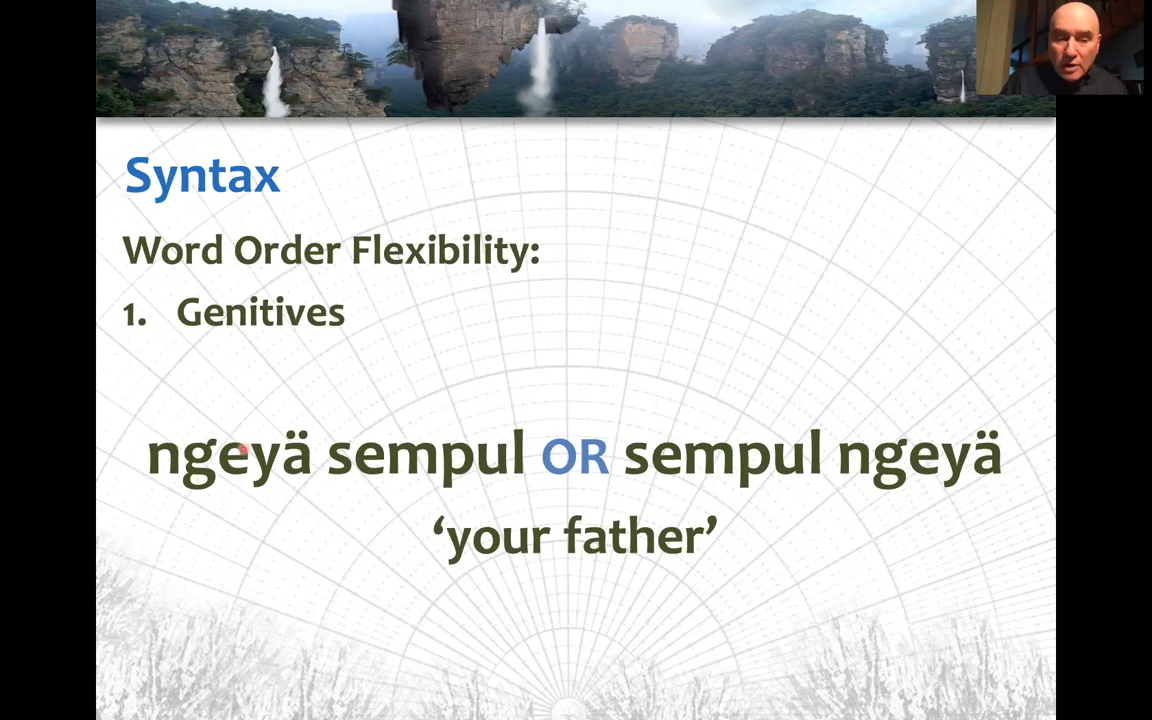 Syntax
Word Order Flexibility:
1. Genitives
ngeyä sempul OR sempul ngeyä
‘your father’